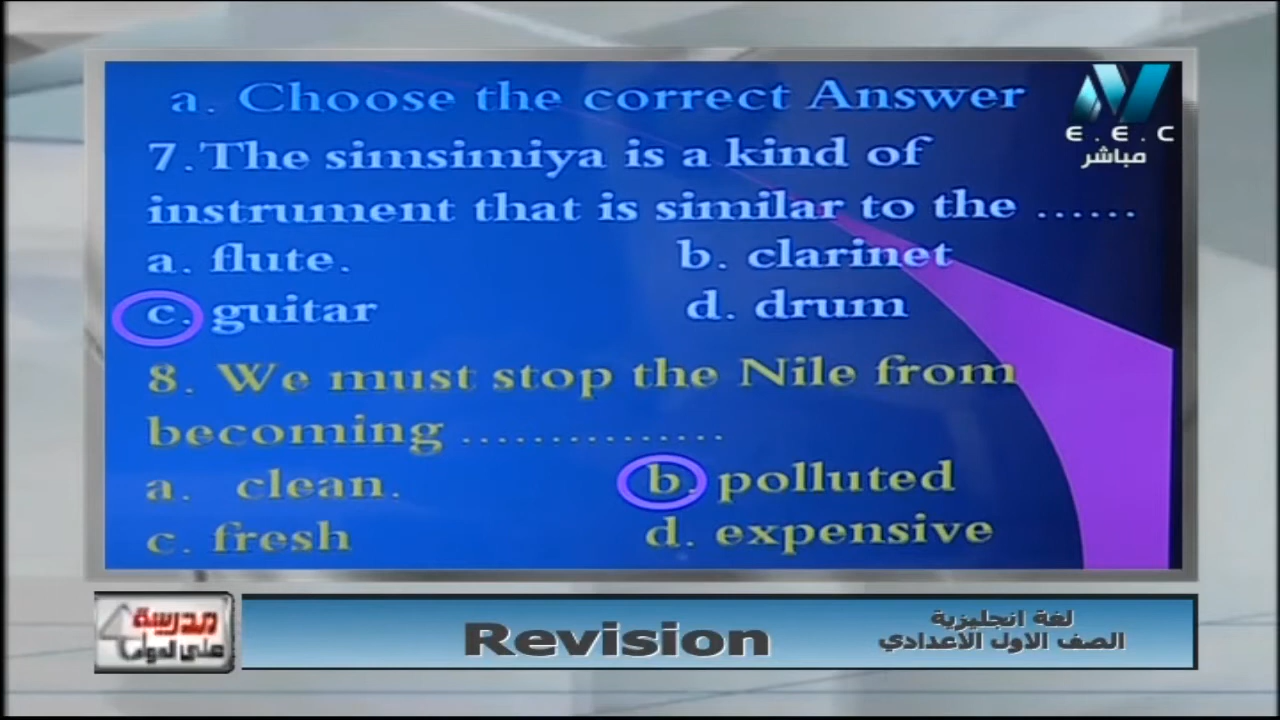 a. Choose the correct Answer
E.E.C
مباشر
7.The simsimiya is a kind of
instrument that is similar to the ......
a. flute.    b. clarinet
c. guitar    d. drum
8. We must stop the Nile from
becoming ...............
a. clean.    b. polluted
c. fresh    d. expensive
مدرسة
على الهواء
Revision
لغة انجليزية
الصف الاول الاعدادي